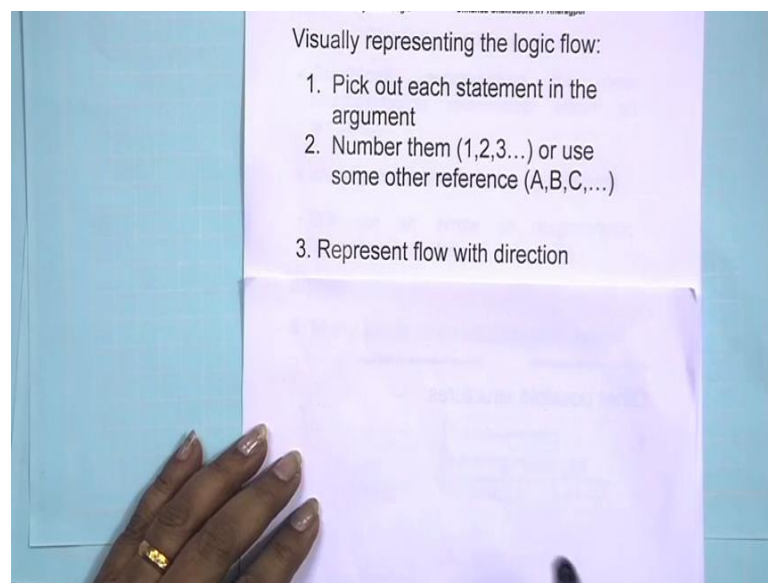 Visually representing the logic flow:
1. Pick out each statement in the
argument
2. Number them (1,2,3...) or use
some other reference (A,B,C,...)
3. Represent flow with direction